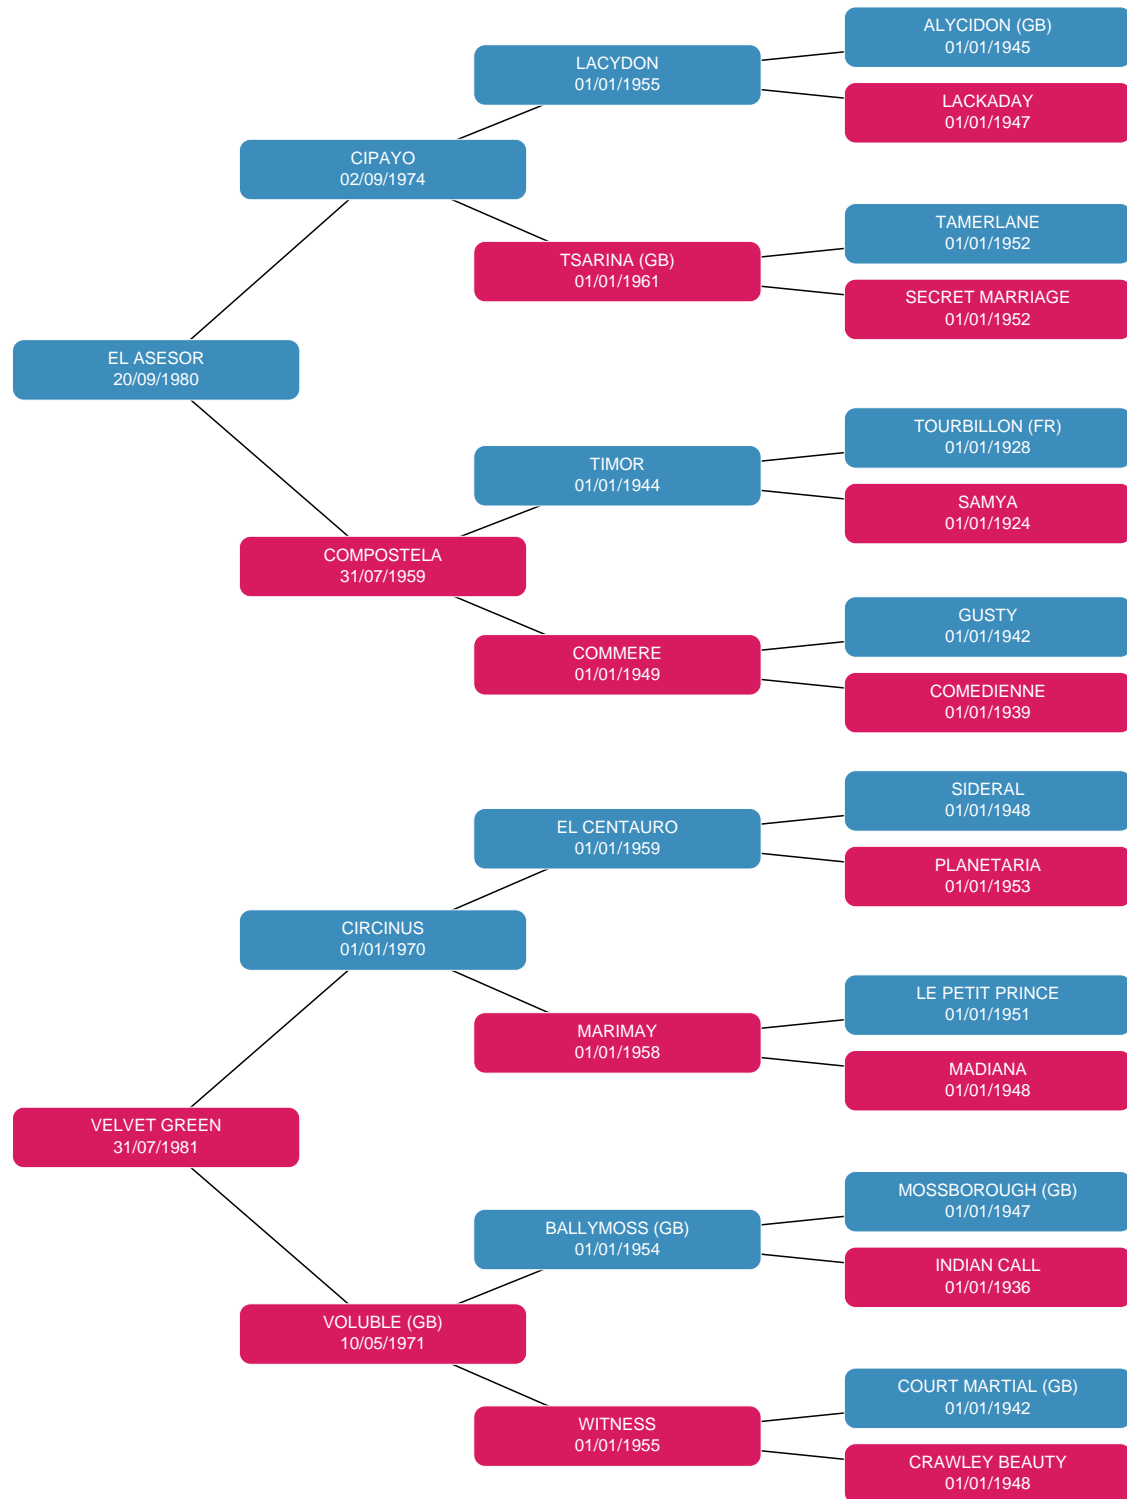 ALYCIDON (GB)
01/01/1945
LACYDON
01/01/1955
LACKADAY
01/01/1947
CIPAYO
02/09/1974
TAMERLANE
01/01/1952
TSARINA (GB)
01/01/1961
SECRET MARRIAGE
01/01/1952
EL ASESOR
20/09/1980
TOURBILLON (FR)
01/01/1928
TIMOR
01/01/1944
SAMYA
01/01/1924
COMPOSTELA
31/07/1959
GUSTY
01/01/1942
COMMERE
01/01/1949
COMEDIENNE
01/01/1939
SIDERAL
01/01/1948
EL CENTAURO
01/01/1959
PLANETARIA
01/01/1953
CIRCINUS
01/01/1970
LE PETIT PRINCE
01/01/1951
MARIMAY
01/01/1958
MADIANA
01/01/1948
VELVET GREEN
31/07/1981
MOSSBOROUGH (GB)
01/01/1947
BALLYMOSS (GB)
01/01/1954
INDIAN CALL
01/01/1936
VOLUBLE (GB)
10/05/1971
COURT MARTIAL (GB)
01/01/1942
WITNESS
01/01/1955
CRAWLEY BEAUTY
01/01/1948